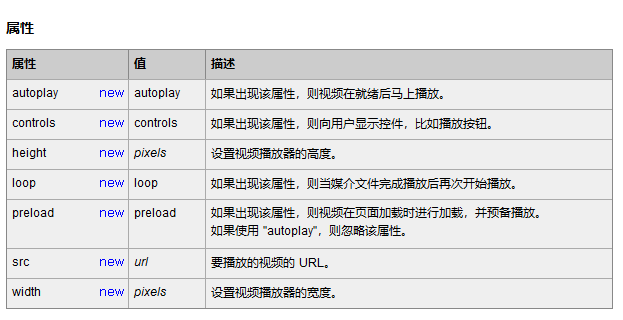 属性
属性 值 描述
autoplay new autoplay 如果出现该属性，则视频在就绪后马上播放。
controls new controls 如果出现该属性，则向用户显示控件，比如播放按钮。
height new pixels 设置视频播放器的高度。
loop new loop 如果出现该属性，则当媒介文件完成播放后再次开始播放。
preload new preload 如果出现该属性，则视频在页面加载时进行加载，并预备播放。
如果使用 "autoplay"，则忽略该属性。
src new url 要播放的视频的 URL。
width new pixels 设置视频播放器的宽度。